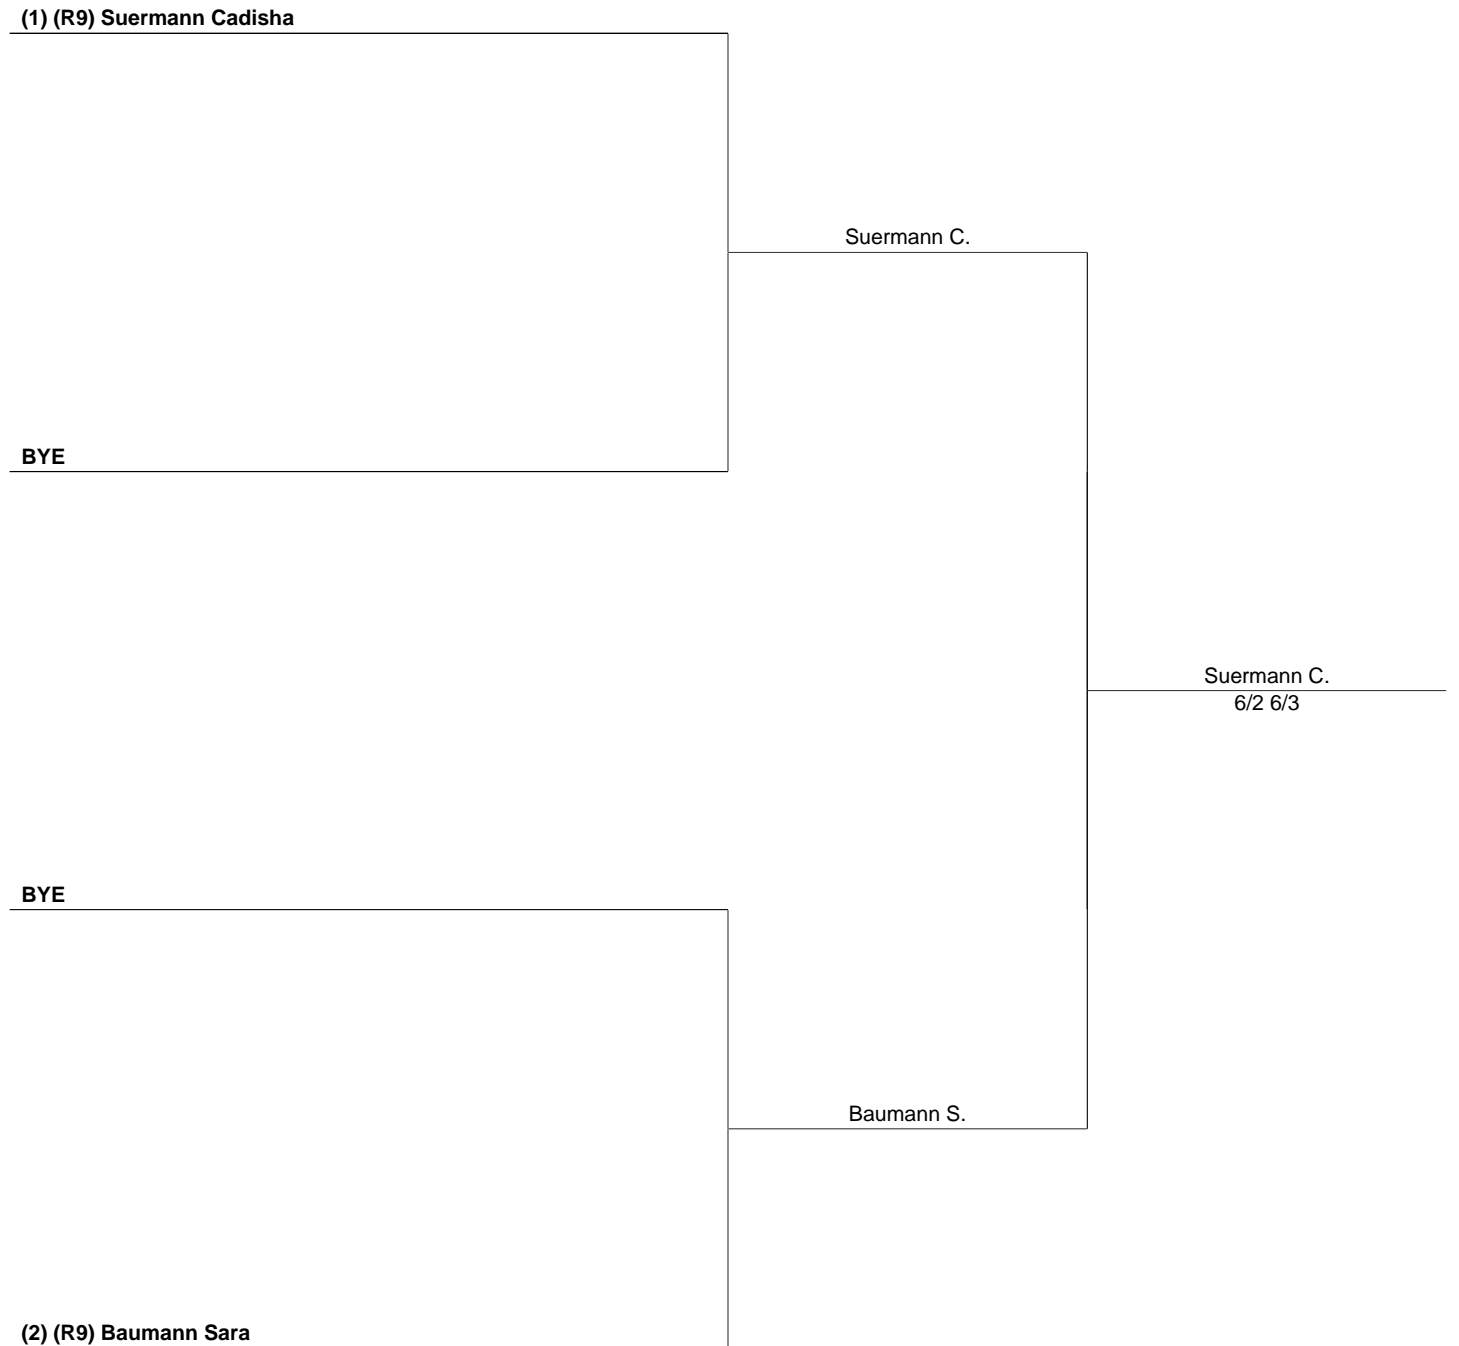 (1) (R9) Suermann Cadisha
Suermann C.
BYE
Suermann C.
6/2 6/3
BYE
Baumann S.
(2) (R9) Baumann Sara